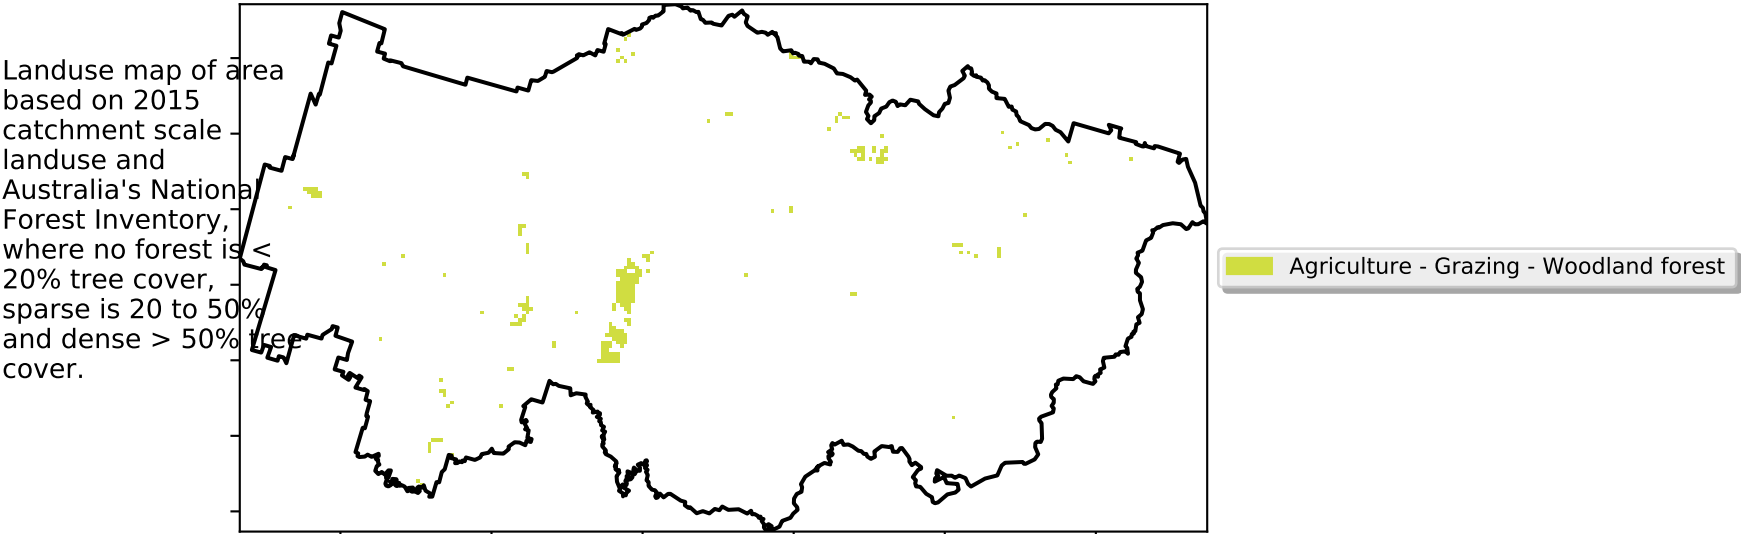 Landuse map of area
based on 2015
catchment scale
landuse and
Australia's National
Forest Inventory,
where no forest is <
20% tree cover,
sparse is 20 to 50%
and dense > 50% tree
cover.
Agriculture - Grazing - Woodland forest